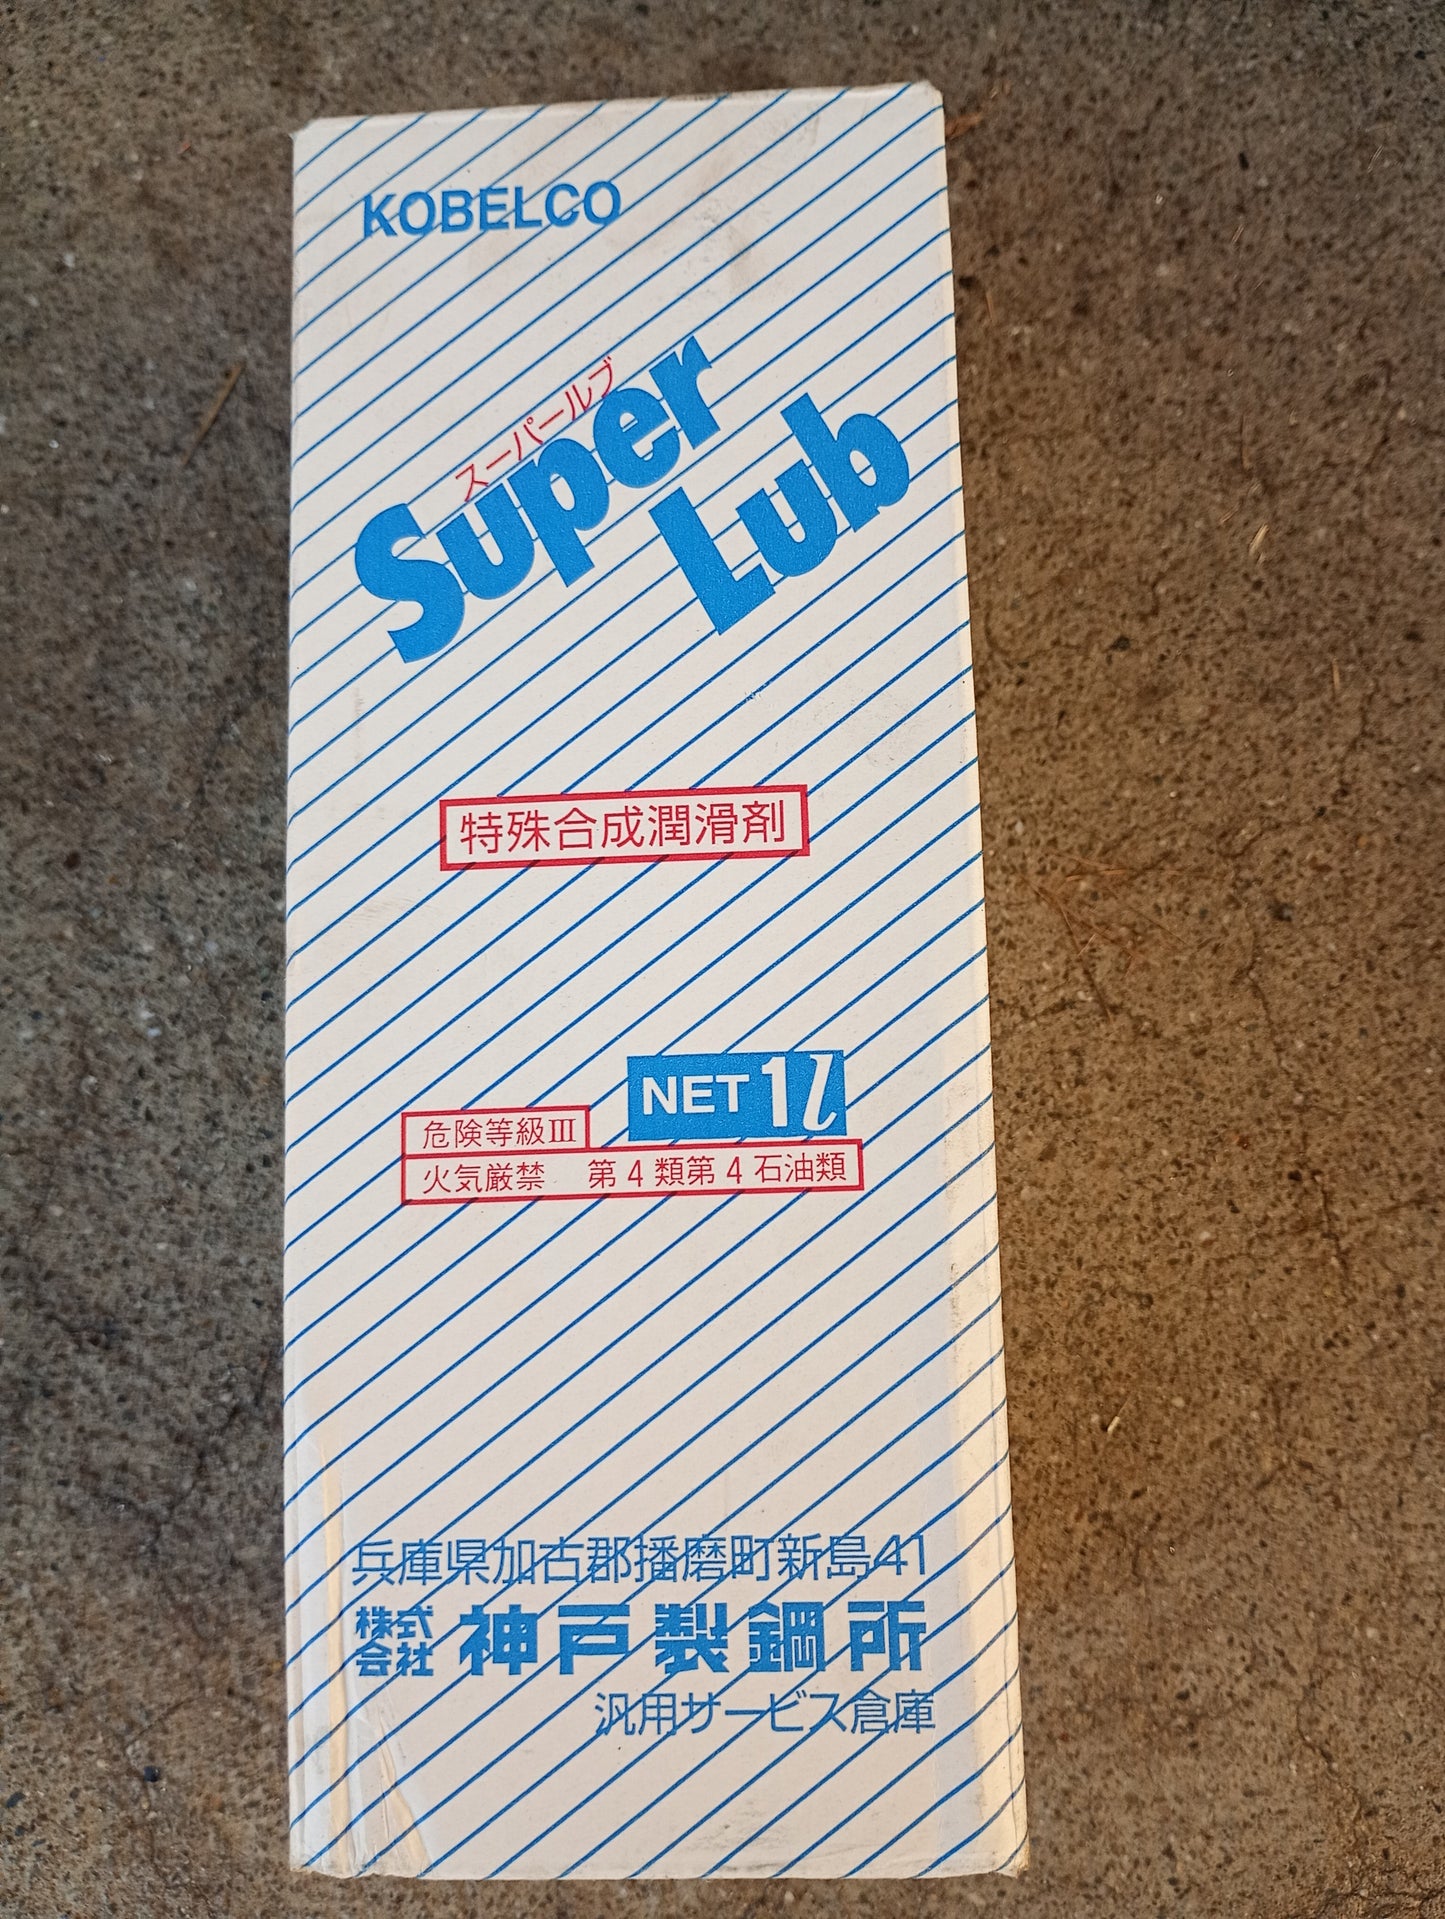 KOBELCO
スーパールブ
Super
Lub
特殊合成潤滑剤
NET 1ℓ
危険等級III
火気厳禁 第4類第4石油類
兵庫県加古郡播磨町新島41
株式会社 神戸製鋼所
汎用サービス倉庫